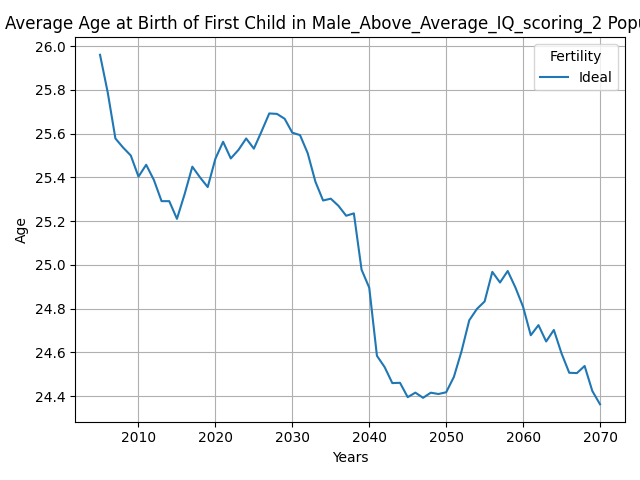 Average Age at Birth of First Child in Male_Above_Average_IQ_scoring_2
Fertility
Ideal
26.0
25.8
25.6
25.4
25.2
25.0
24.8
24.6
24.4
Age
2010 2020 2030 2040 2050 2060 2070
Years